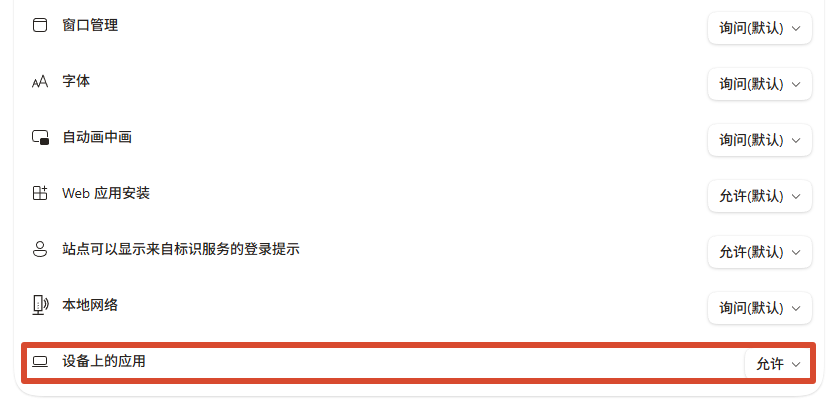 窗口管理 询问(默认)
字体 询问(默认)
自动画中画 询问(默认)
Web 应用安装 允许(默认)
站点可以显示来自标识服务的登录提示 允许(默认)
本地网络 询问(默认)
设备上的应用 允许